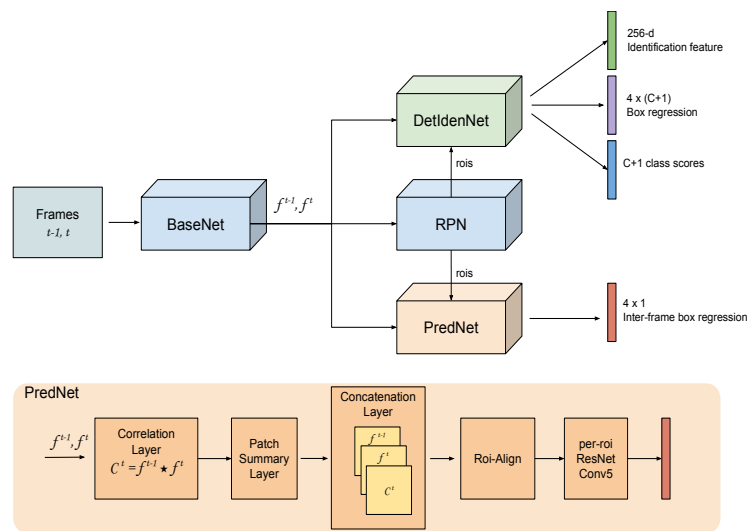 256-d
Identification feature
DetIdenNet
4 x (C+1)
Box regression
C+1 class scores
rois
Frames
t-1, t
BaseNet
f^{t-1}, f^t
RPN
rois
PredNet
4 x 1
Inter-frame box regression
PredNet
f^{t-1}, f^t
Correlation
Layer
C^t = f^{t-1} ★ f^t
Patch
Summary
Layer
Concatenation
Layer
f^{t-1}
f^t
C^t
Roi-Align
per-roi
ResNet
Conv5